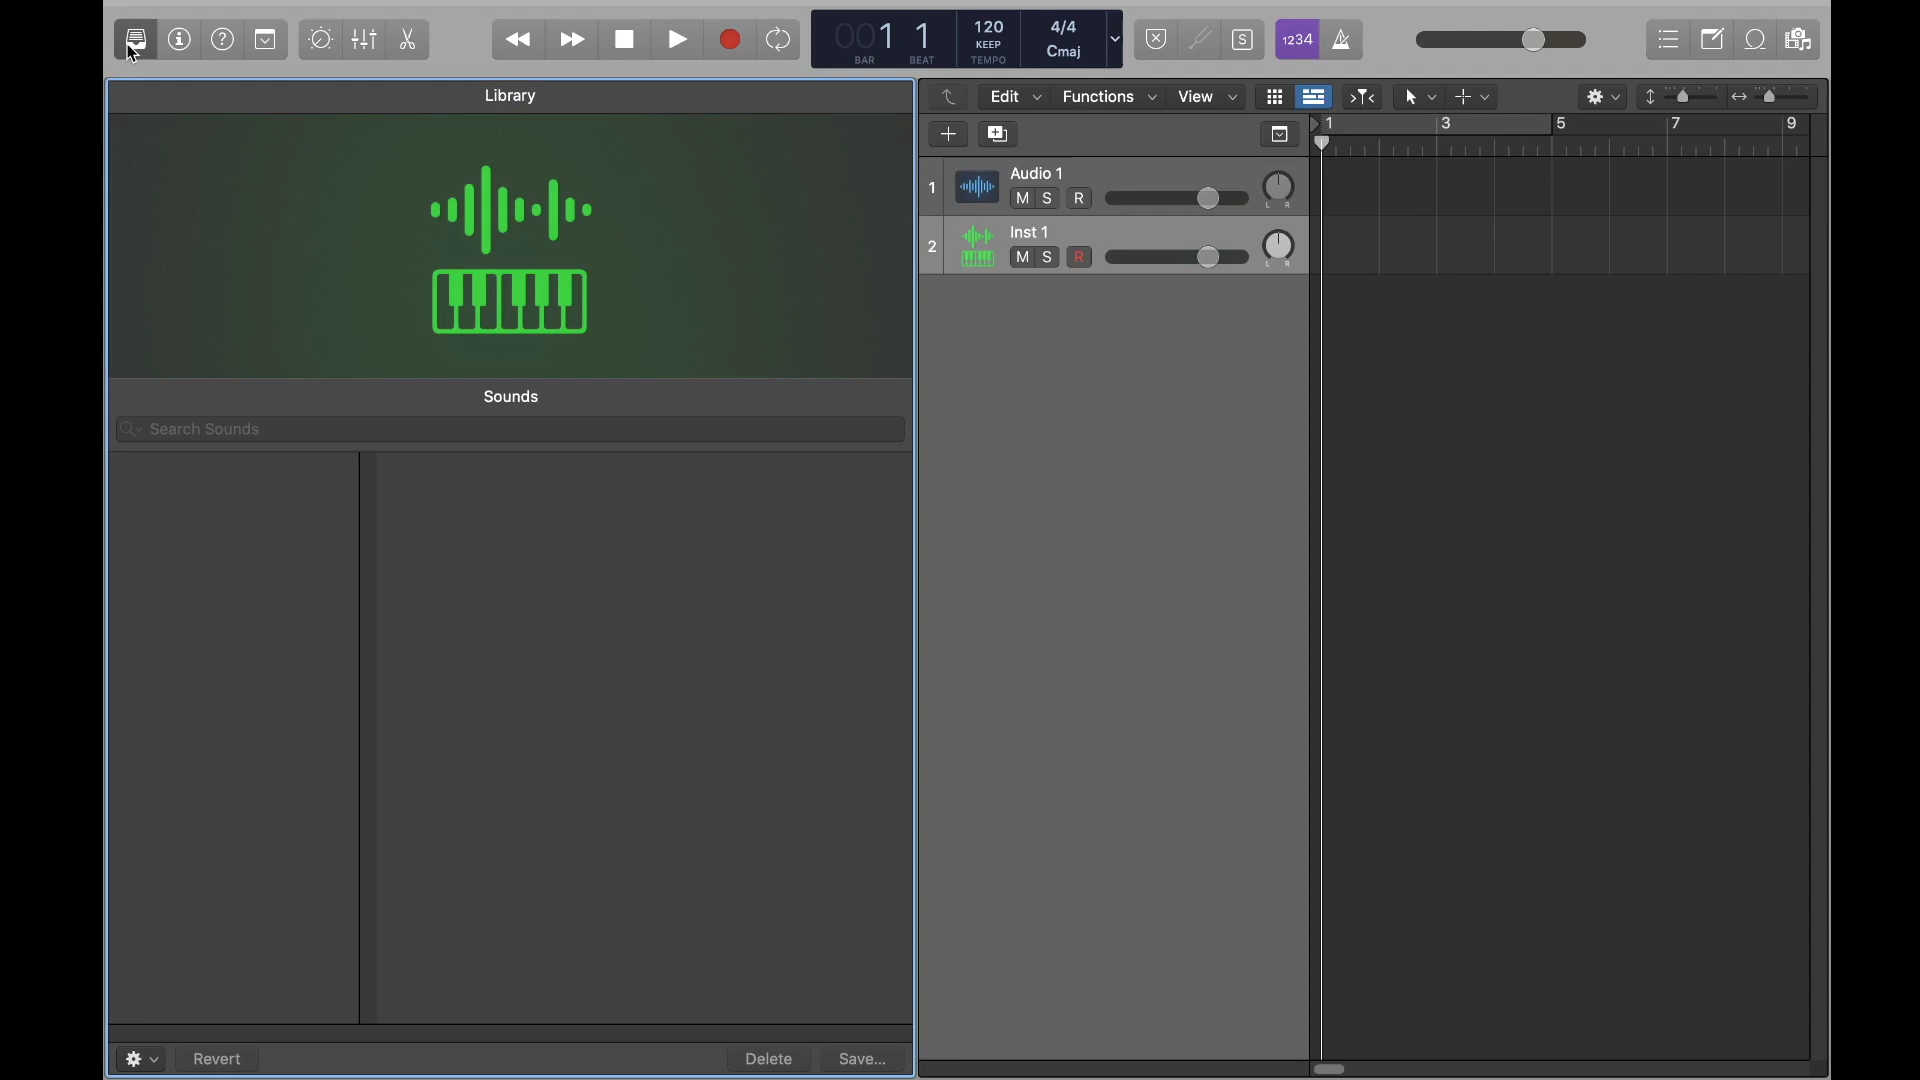 001 1 120 4/4
KEEP Cmaj
BAR BEAT TEMPO
S 1234
Library
Edit Functions View
1 3 5 7 9
1 Audio 1
M S R
L R
2 Inst 1
M S R
L R
Sounds
Search Sounds
Revert Delete Save...